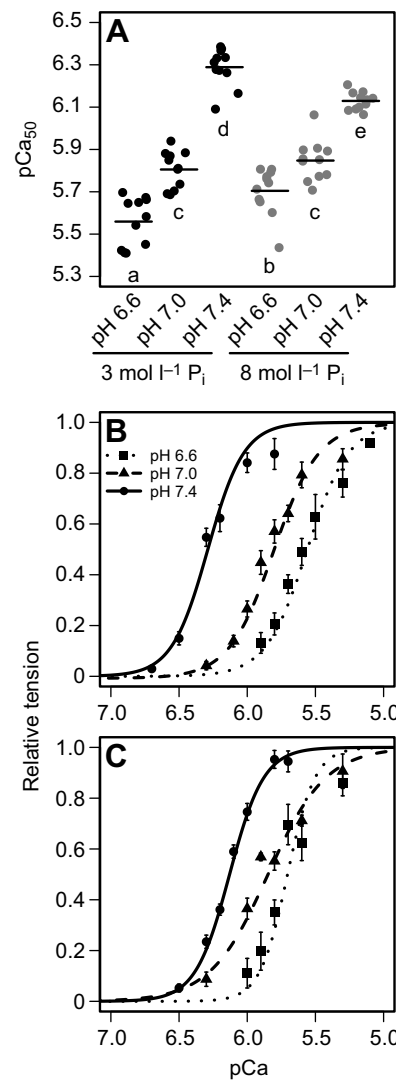 A
6.5
6.3
6.1
5.9
5.7
5.5
5.3
pCa50
a
c
d
b
c
e
pH 6.6
pH 7.0
pH 7.4
pH 6.6
pH 7.0
pH 7.4
3 mol l–1 Pi
8 mol l–1 Pi
B
pH 6.6
pH 7.0
pH 7.4
1.0
0.8
0.6
0.4
0.2
0
7.0 6.5 6.0 5.5 5.0
Relative tension
C
1.0
0.8
0.6
0.4
0.2
0
7.0 6.5 6.0 5.5 5.0
pCa